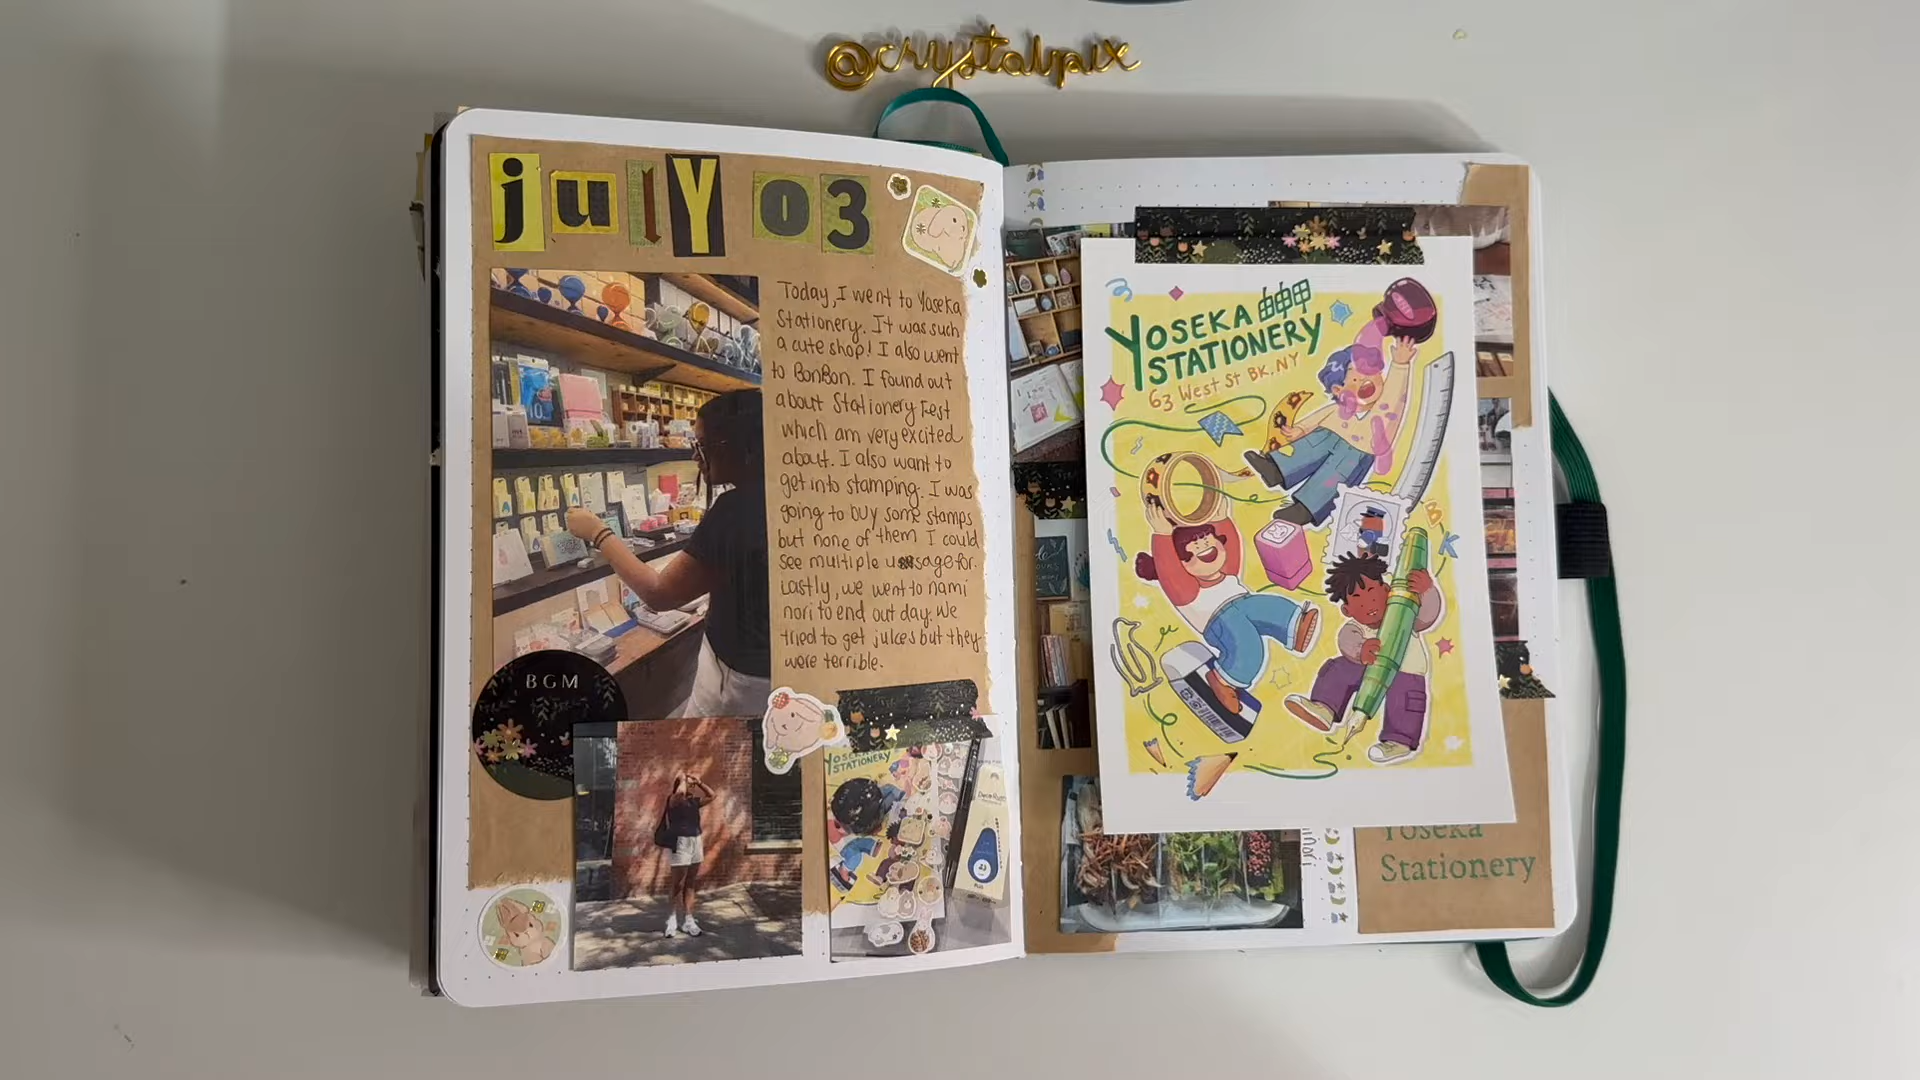 @crystalpix
july 03
Today, I went to Yoseka
Stationery. It was such
a cute shop! I also went
to BonBon. I found out
about Stationery Fest
which am very excited
about. I also want to
get into stamping. I was
going to buy some stamps
but none of them I could
see multiple usage for.
Lastly, we went to nami
nori to end out day. We
tried to get juices but they
were terrible.
BGM
YOSEKA
STATIONERY
YOSEKA
STATIONERY
63 West St BK, NY
BK
nori
Yoseka
Stationery